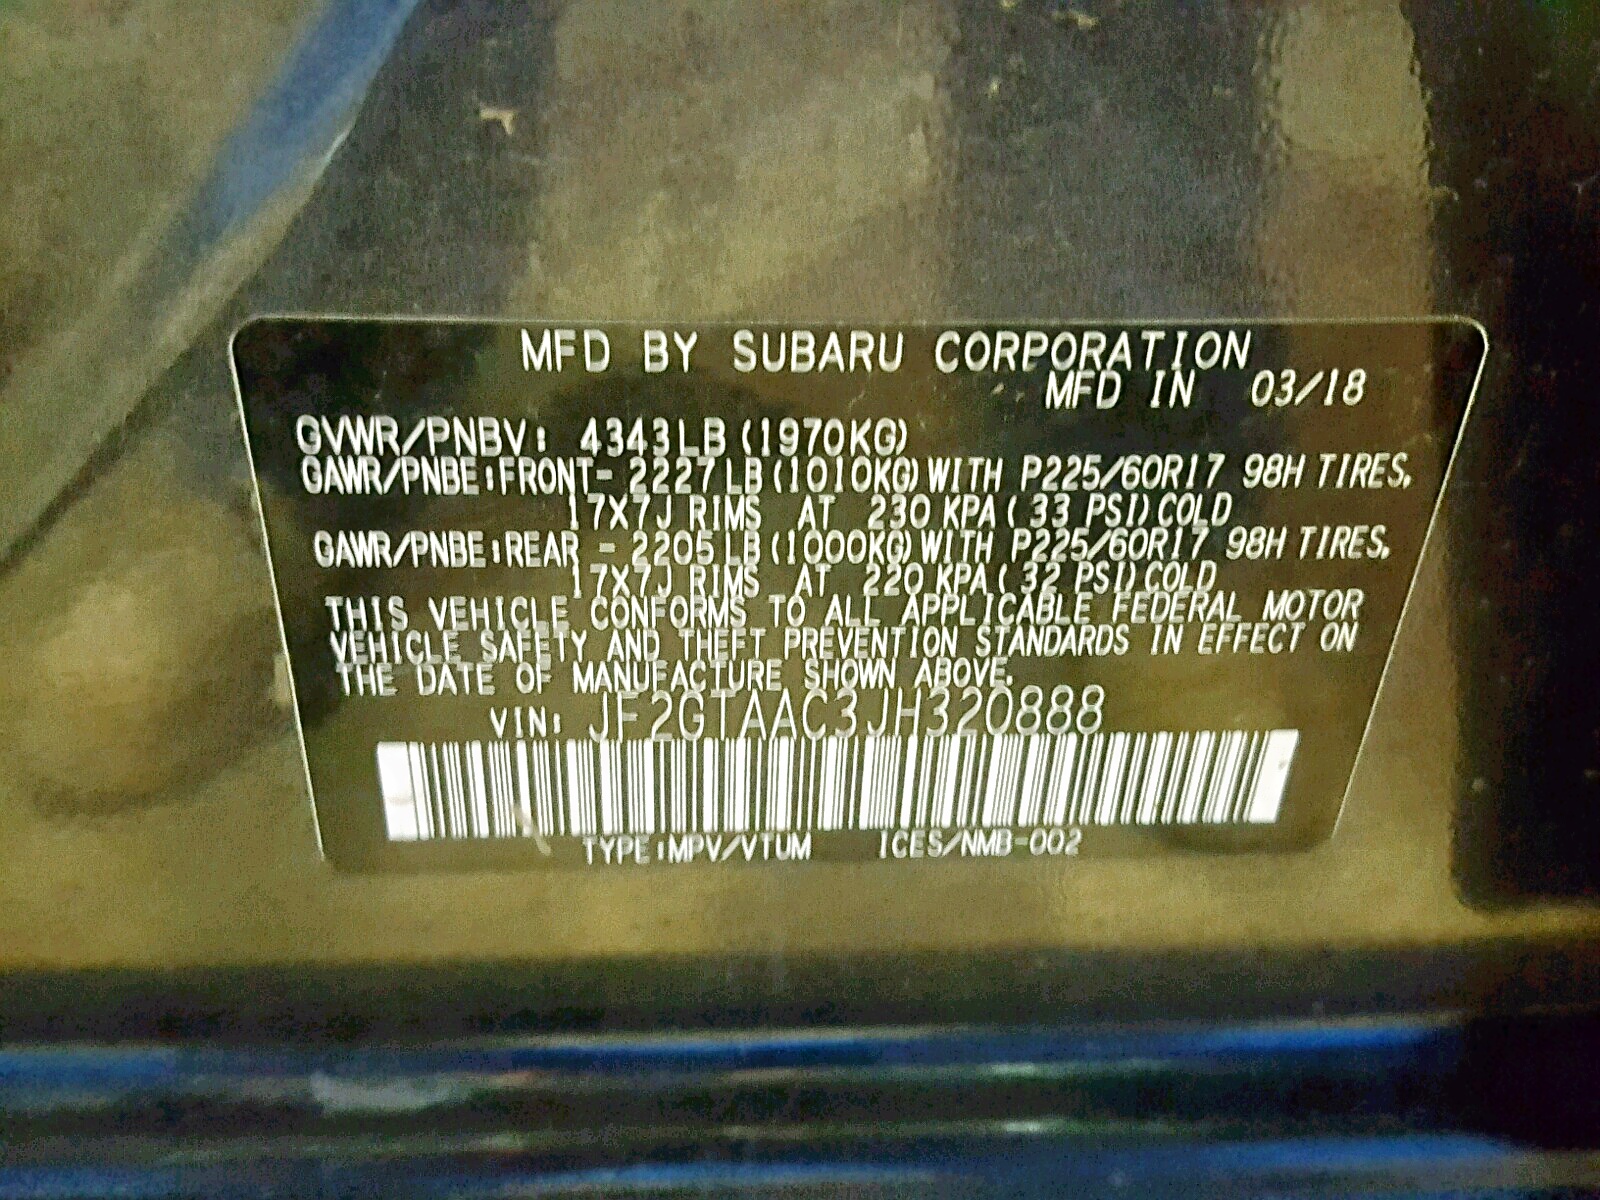 MFD BY SUBARU CORPORATION
MFD IN 03/18
GVWR/PNBV: 4343LB(1970KG)
GAWR/PNBE:FRONT- 2227LB(1010KG)WITH P225/60R17 98H TIRES.
17X7J RIMS AT 230 KPA( 33 PSI)COLD
GAWR/PNBE:REAR - 2205LB(1000KG)WITH P225/60R17 98H TIRES.
17X7J RIMS AT 220 KPA( 32 PSI)COLD
THIS VEHICLE CONFORMS TO ALL APPLICABLE FEDERAL MOTOR
VEHICLE SAFETY AND THEFT PREVENTION STANDARDS IN EFFECT ON
THE DATE OF MANUFACTURE SHOWN ABOVE.
VIN: JF2GTAAC3JH320888
TYPE:MPV/VTUM ICES/NMB-002